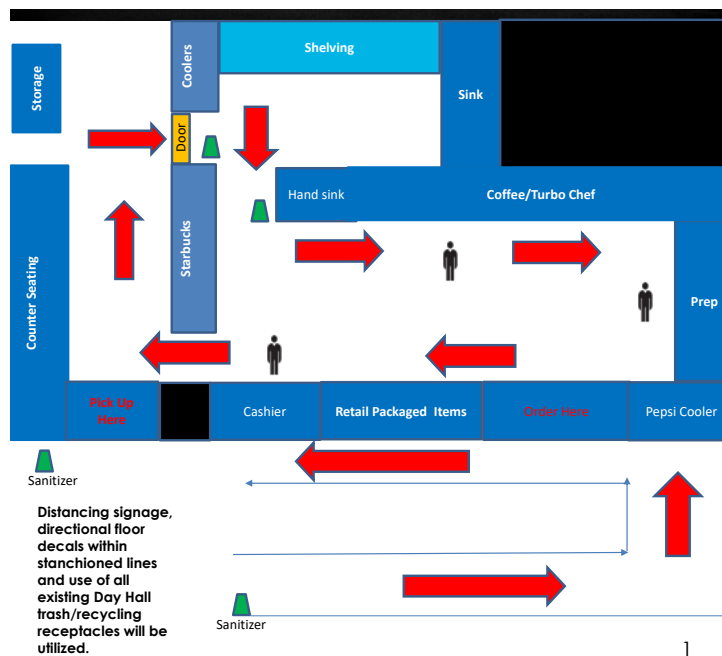 Storage
Coolers
Shelving
Sink
Door
Hand sink
Coffee/Turbo Chef
Counter Seating
Starbucks
Prep
Pick Up
Here
Cashier
Retail Packaged Items
Order Here
Pepsi Cooler
Sanitizer
Distancing signage,
directional floor
decals within
stanchioned lines
and use of all
existing Day Hall
trash/recycling
receptacles will be
utilized.
Sanitizer
1